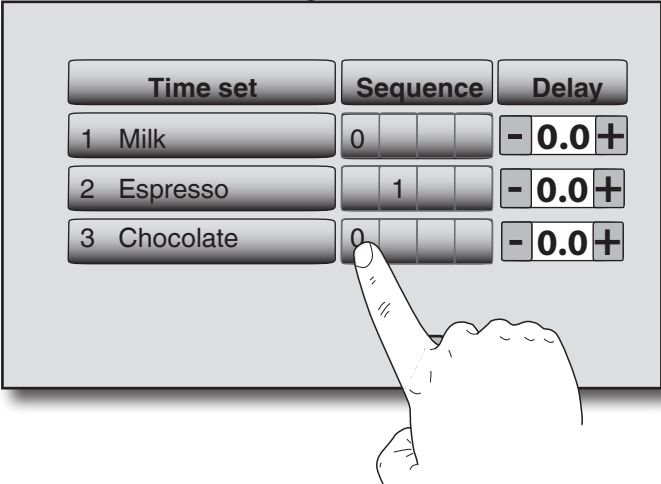 Time set Sequence Delay
1 Milk 0 - 0.0 +
2 Espresso 1 - 0.0 +
3 Chocolate 0 - 0.0 +